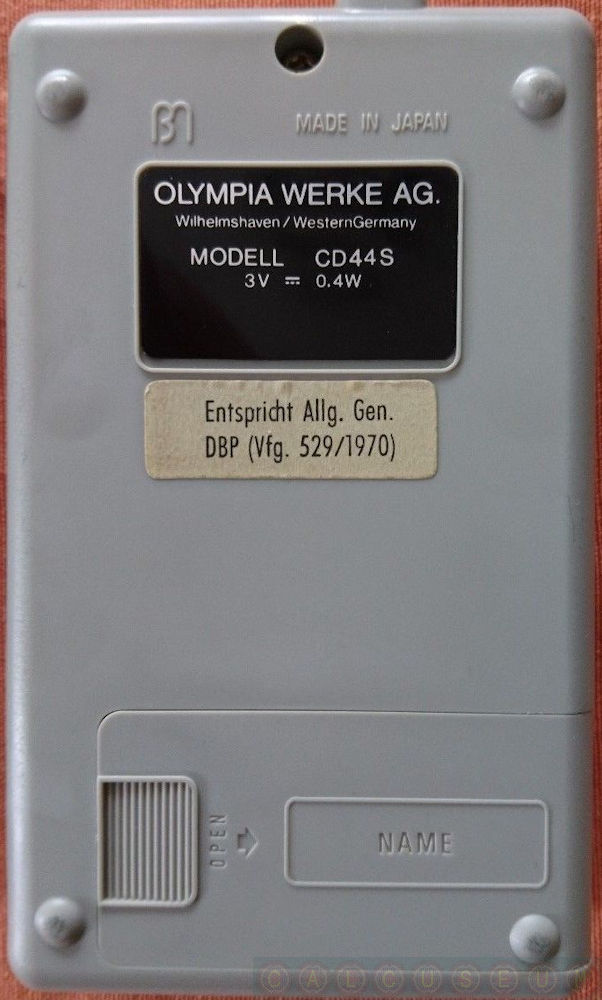 MADE IN JAPAN
OLYMPIA WERKE AG.
Wilhelmshaven/WesternGermany
MODELL CD44S
3V ⎓ 0.4W
Entspricht Allg. Gen.
DBP (Vfg. 529/1970)
OPEN
NAME
CALCUSEUM